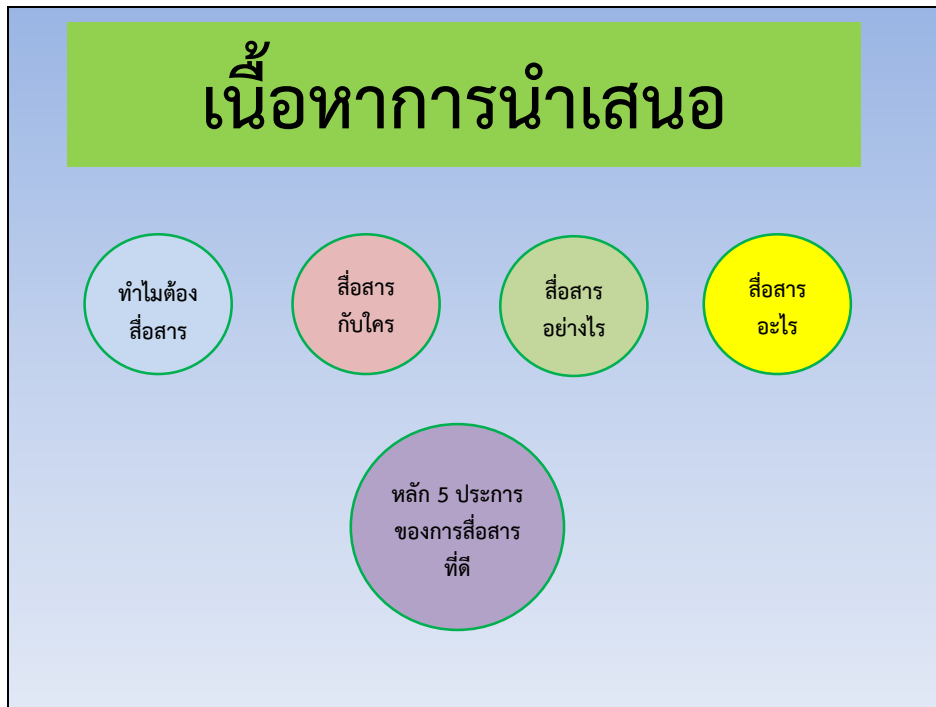 เนื้อหาการนำเสนอ
ทำไมต้อง
สื่อสาร
สื่อสาร
กับใคร
สื่อสาร
อย่างไร
สื่อสาร
อะไร
หลัก 5 ประการ
ของการสื่อสาร
ที่ดี